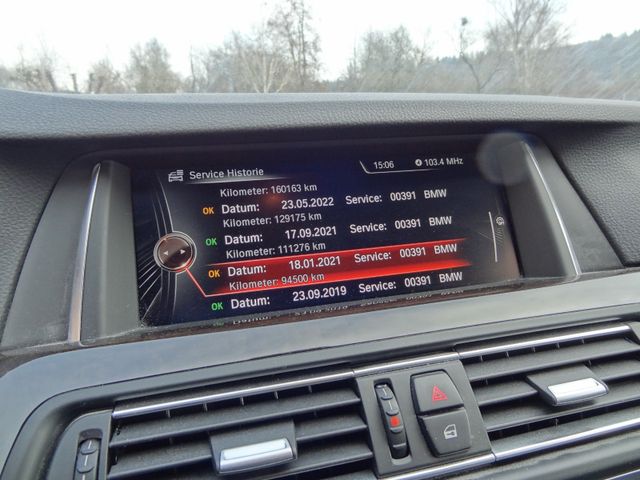 Service Historie
15:06
103.4 MHz
Kilometer: 160163 km
OK Datum: 23.05.2022 Service: 00391 BMW
Kilometer: 129175 km
OK Datum: 17.09.2021 Service: 00391 BMW
Kilometer: 111276 km
OK Datum: 18.01.2021 Service: 00391 BMW
Kilometer: 94500 km
OK Datum: 23.09.2019 Service: 00391 BMW